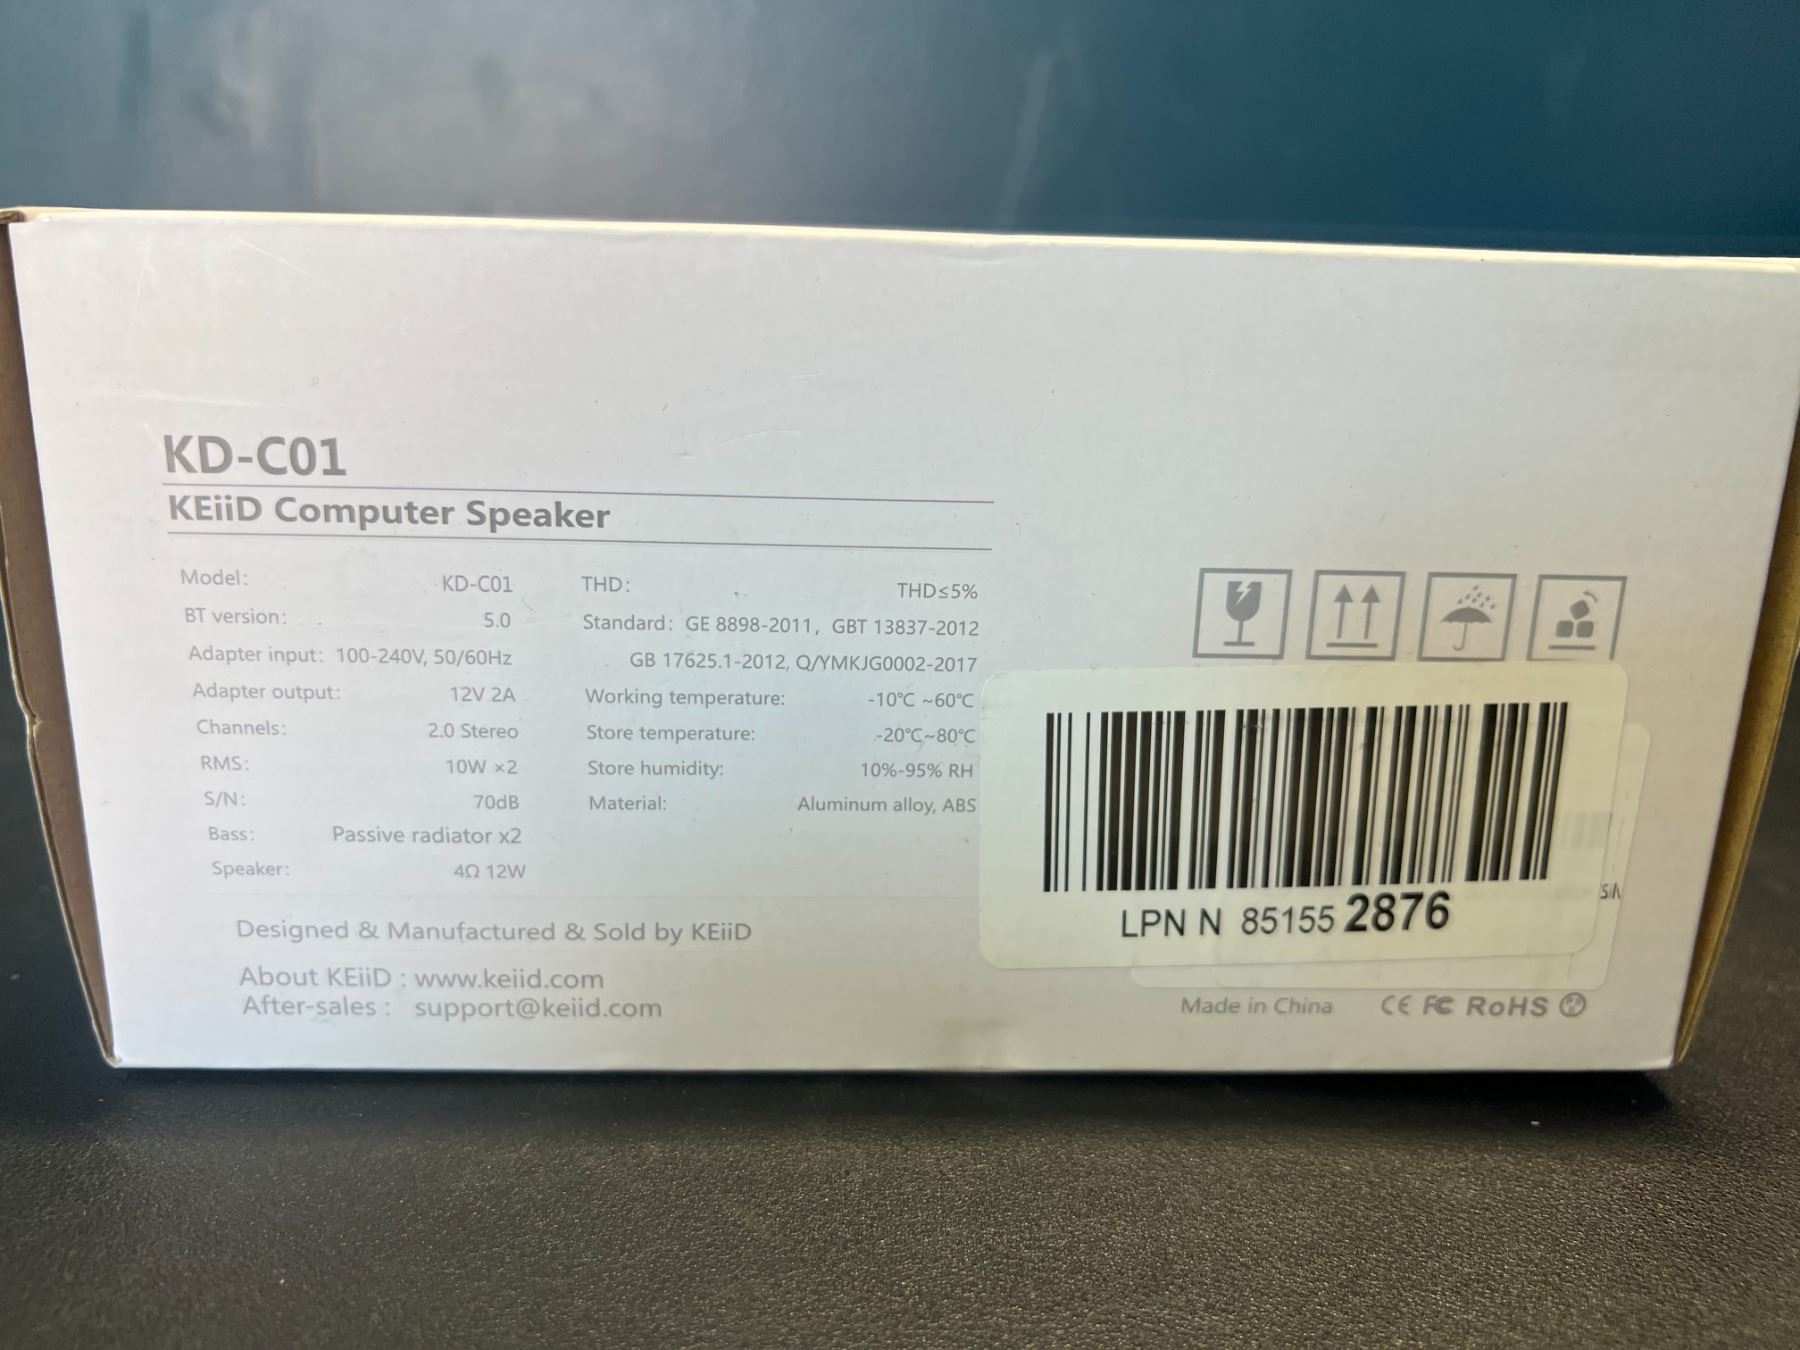 KD-C01
KEiiD Computer Speaker
Model: KD-C01
BT version: 5.0
Adapter input: 100-240V, 50/60Hz
Adapter output: 12V 2A
Channels: 2.0 Stereo
RMS: 10W ×2
S/N: 70dB
Bass: Passive radiator x2
Speaker: 4Ω 12W
THD: THD≤5%
Standard: GE 8898-2011, GBT 13837-2012
GB 17625.1-2012, Q/YMKJG0002-2017
Working temperature: -10℃ ~60℃
Store temperature: -20℃~80℃
Store humidity: 10%-95% RH
Material: Aluminum alloy, ABS
Designed & Manufactured & Sold by KEiiD
About KEiiD : www.keiid.com
After-sales : support@keiid.com
LPN N 85155 2876
Made in China CE FC RoHS